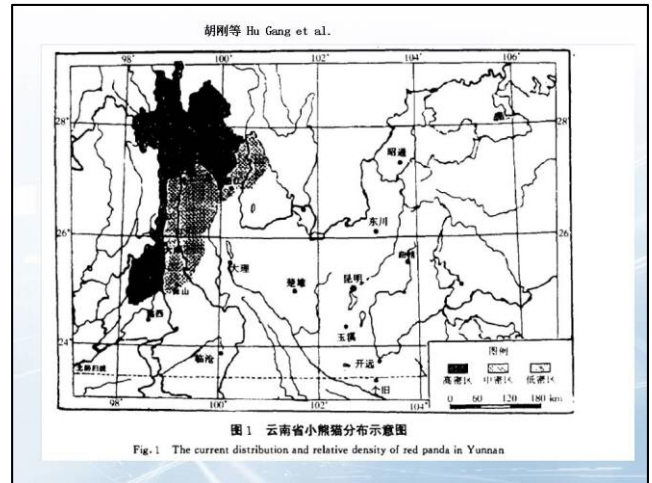 胡刚等 Hu Gang et al.
98° 100° 102° 104° 106°
28°
28°
昭通
东川
26°
26°
大理
楚雄
昆明
玉溪
24°
临沧
开远
图例
北回归线
高密区 中密区 低密区
个旧
0 60 120 180 km
98° 100° 102° 104°
图 1 云南省小熊猫分布示意图
Fig. 1 The current distribution and relative density of red panda in Yunnan